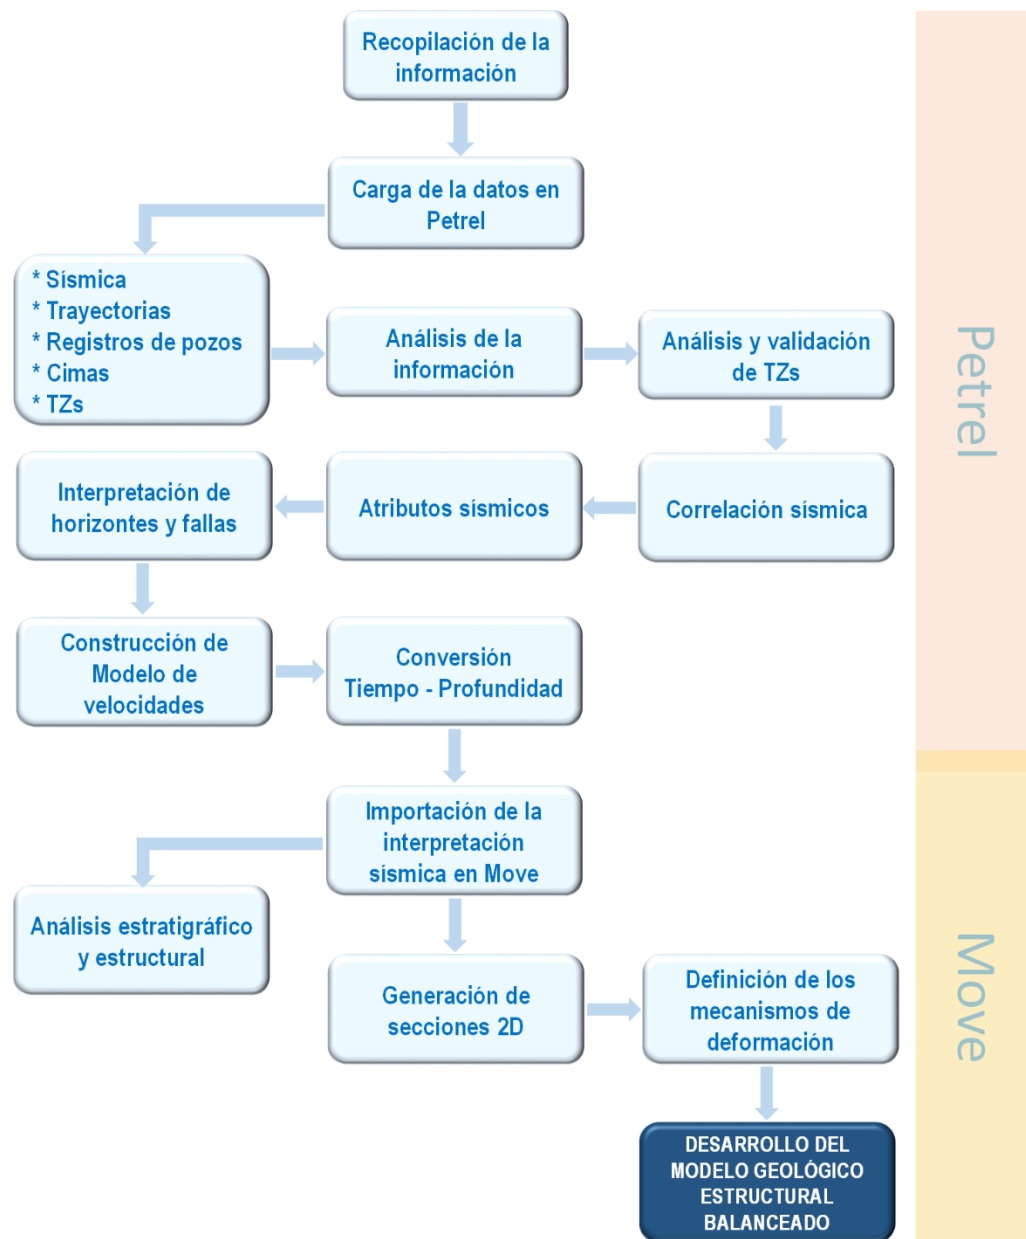 Recopilación de la
información
Carga de la datos en
Petrel
* Sísmica
* Trayectorias
* Registros de pozos
* Cimas
* TZs
Análisis de la
información
Análisis y validación
de TZs
Interpretación de
horizontes y fallas
Atributos sísmicos
Correlación sísmica
Construcción de
Modelo de
velocidades
Conversión
Tiempo - Profundidad
Petrel
Importación de la
interpretación
sísmica en Move
Análisis estratigráfico
y estructural
Generación de
secciones 2D
Definición de los
mecanismos de
deformación
DESARROLLO DEL
MODELO GEOLÓGICO
ESTRUCTURAL
BALANCEADO
Move